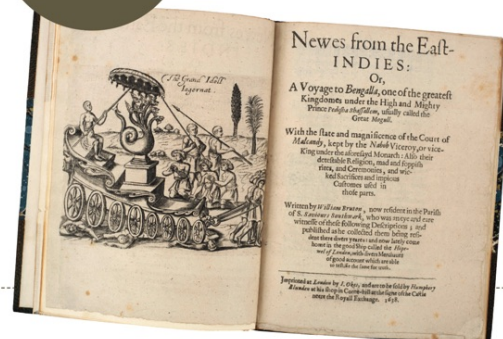 The Grand Idoll
Iagernat.
Newes from the East-
INDIES:
Or,
A Voyage to Bengalla, one of the greatest
Kingdomes under the High and Mighty
Prince Pedesha Shassallem, usually called the
Great Mogull.
With the state and magnificence of the Court of
Malcandy, kept by the Nabob Viceroy, or vice-
King under the aforesayd Monarch: Also their
detestable Religion, mad and foppish
rites, and Ceremonies, and wic-
ked Sacrifices and impious
Customes used in
those parts.
Written by William Bruton, now resident in the Parish
of S. Saviours Southwark, who was an eye and eare
witnesse of these following Descriptions; and
published as he collected them being resi-
dent there divers yeares: and now lately come
home in the good Ship called the Hope-
wel of London, with divers Merchants
of good account which are able
to testifie the same for truth.
Imprinted at London by I. Okes, and are to be sold by Humphery
Blunden at his shop in Cornehill at the signe of the Castle
neere the Royall Exchange. 1638.